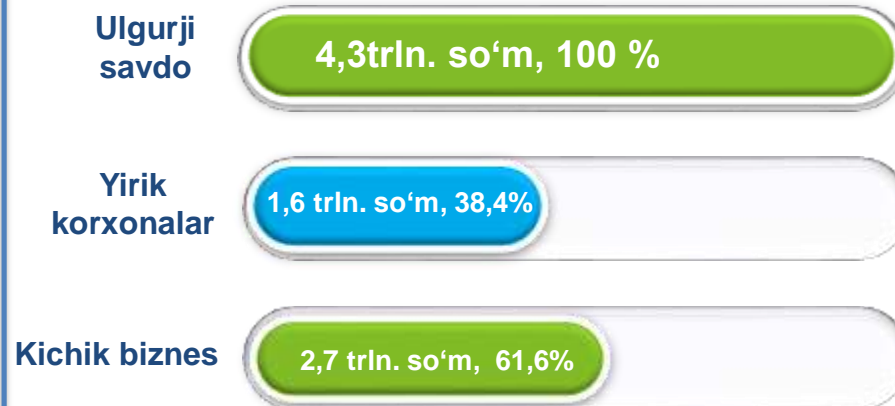 Ulgurji
savdo
4,3trln. so‘m, 100 %
Yirik
korxonalar
1,6 trln. so‘m, 38,4%
Kichik biznes
2,7 trln. so‘m, 61,6%